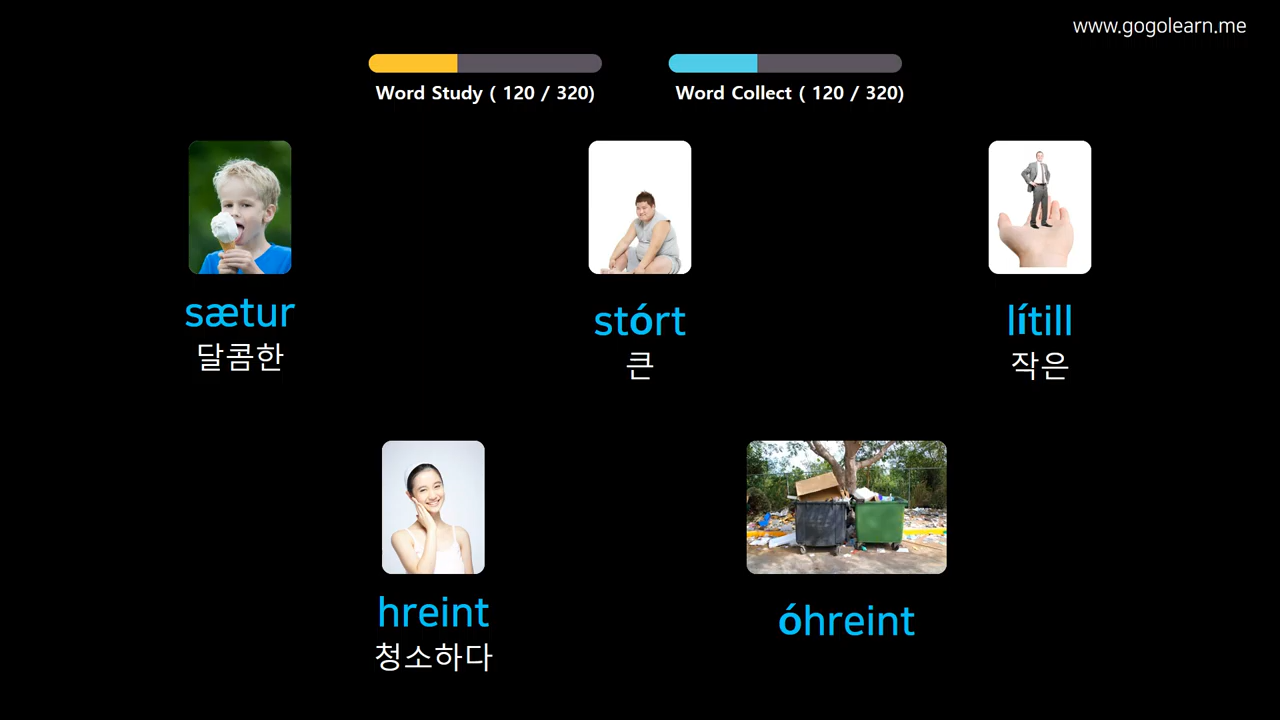 www.gogolearn.me
Word Study ( 120 / 320)
Word Collect ( 120 / 320)
sætur
달콤한
stórt
큰
lítill
작은
hreint
청소하다
óhreint